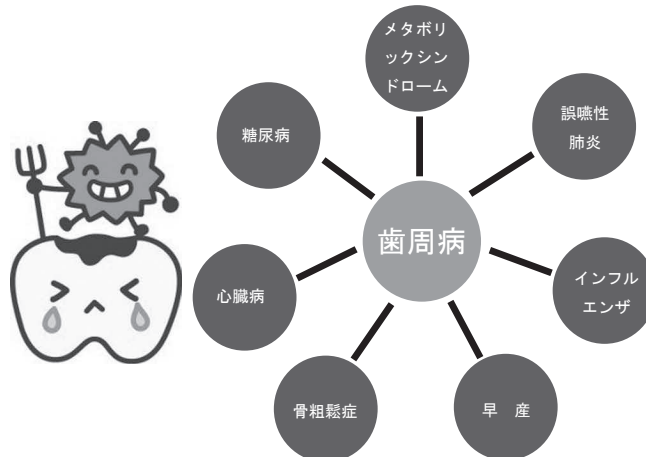 メタボリ
ックシン
ドローム
誤嚥性
肺炎
糖尿病
歯周病
インフル
エンザ
心臓病
骨粗鬆症
早　産